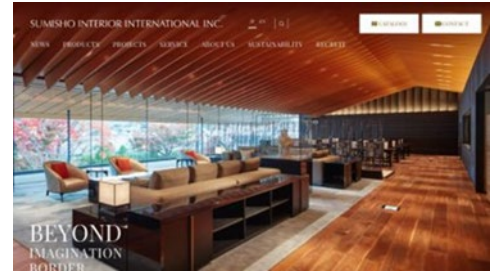 SUMISHO INTERIOR INTERNATIONAL INC.
CATALOGUE
CONTACT
NEWS PRODUCTS PROJECTS SERVICE ABOUT US SUSTAINABILITY RECRUIT
BEYOND
IMAGINATION
BORDER